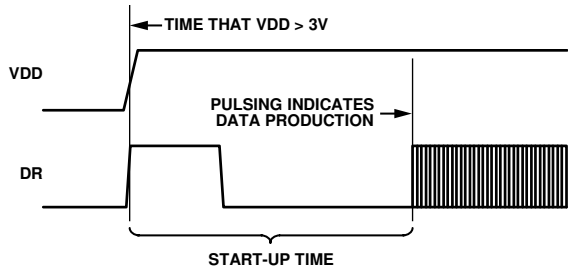 TIME THAT VDD > 3V
VDD
PULSING INDICATES
DATA PRODUCTION
DR
START-UP TIME